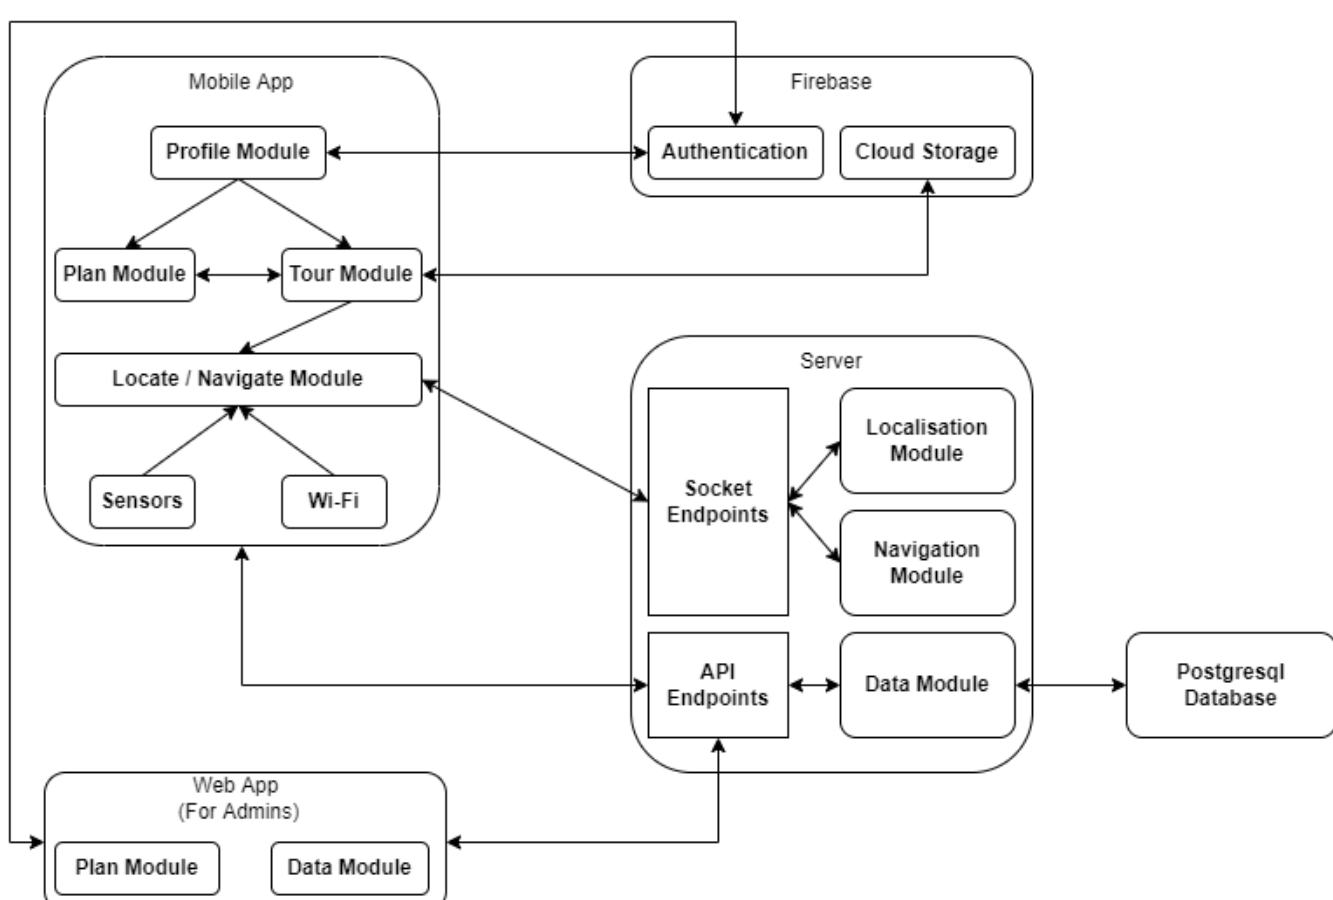 Mobile App
Profile Module
Plan Module
Tour Module
Locate / Navigate Module
Sensors
Wi-Fi
Firebase
Authentication
Cloud Storage
Server
Socket
Endpoints
Localisation
Module
Navigation
Module
API
Endpoints
Data Module
Postgresql
Database
Web App
(For Admins)
Plan Module
Data Module